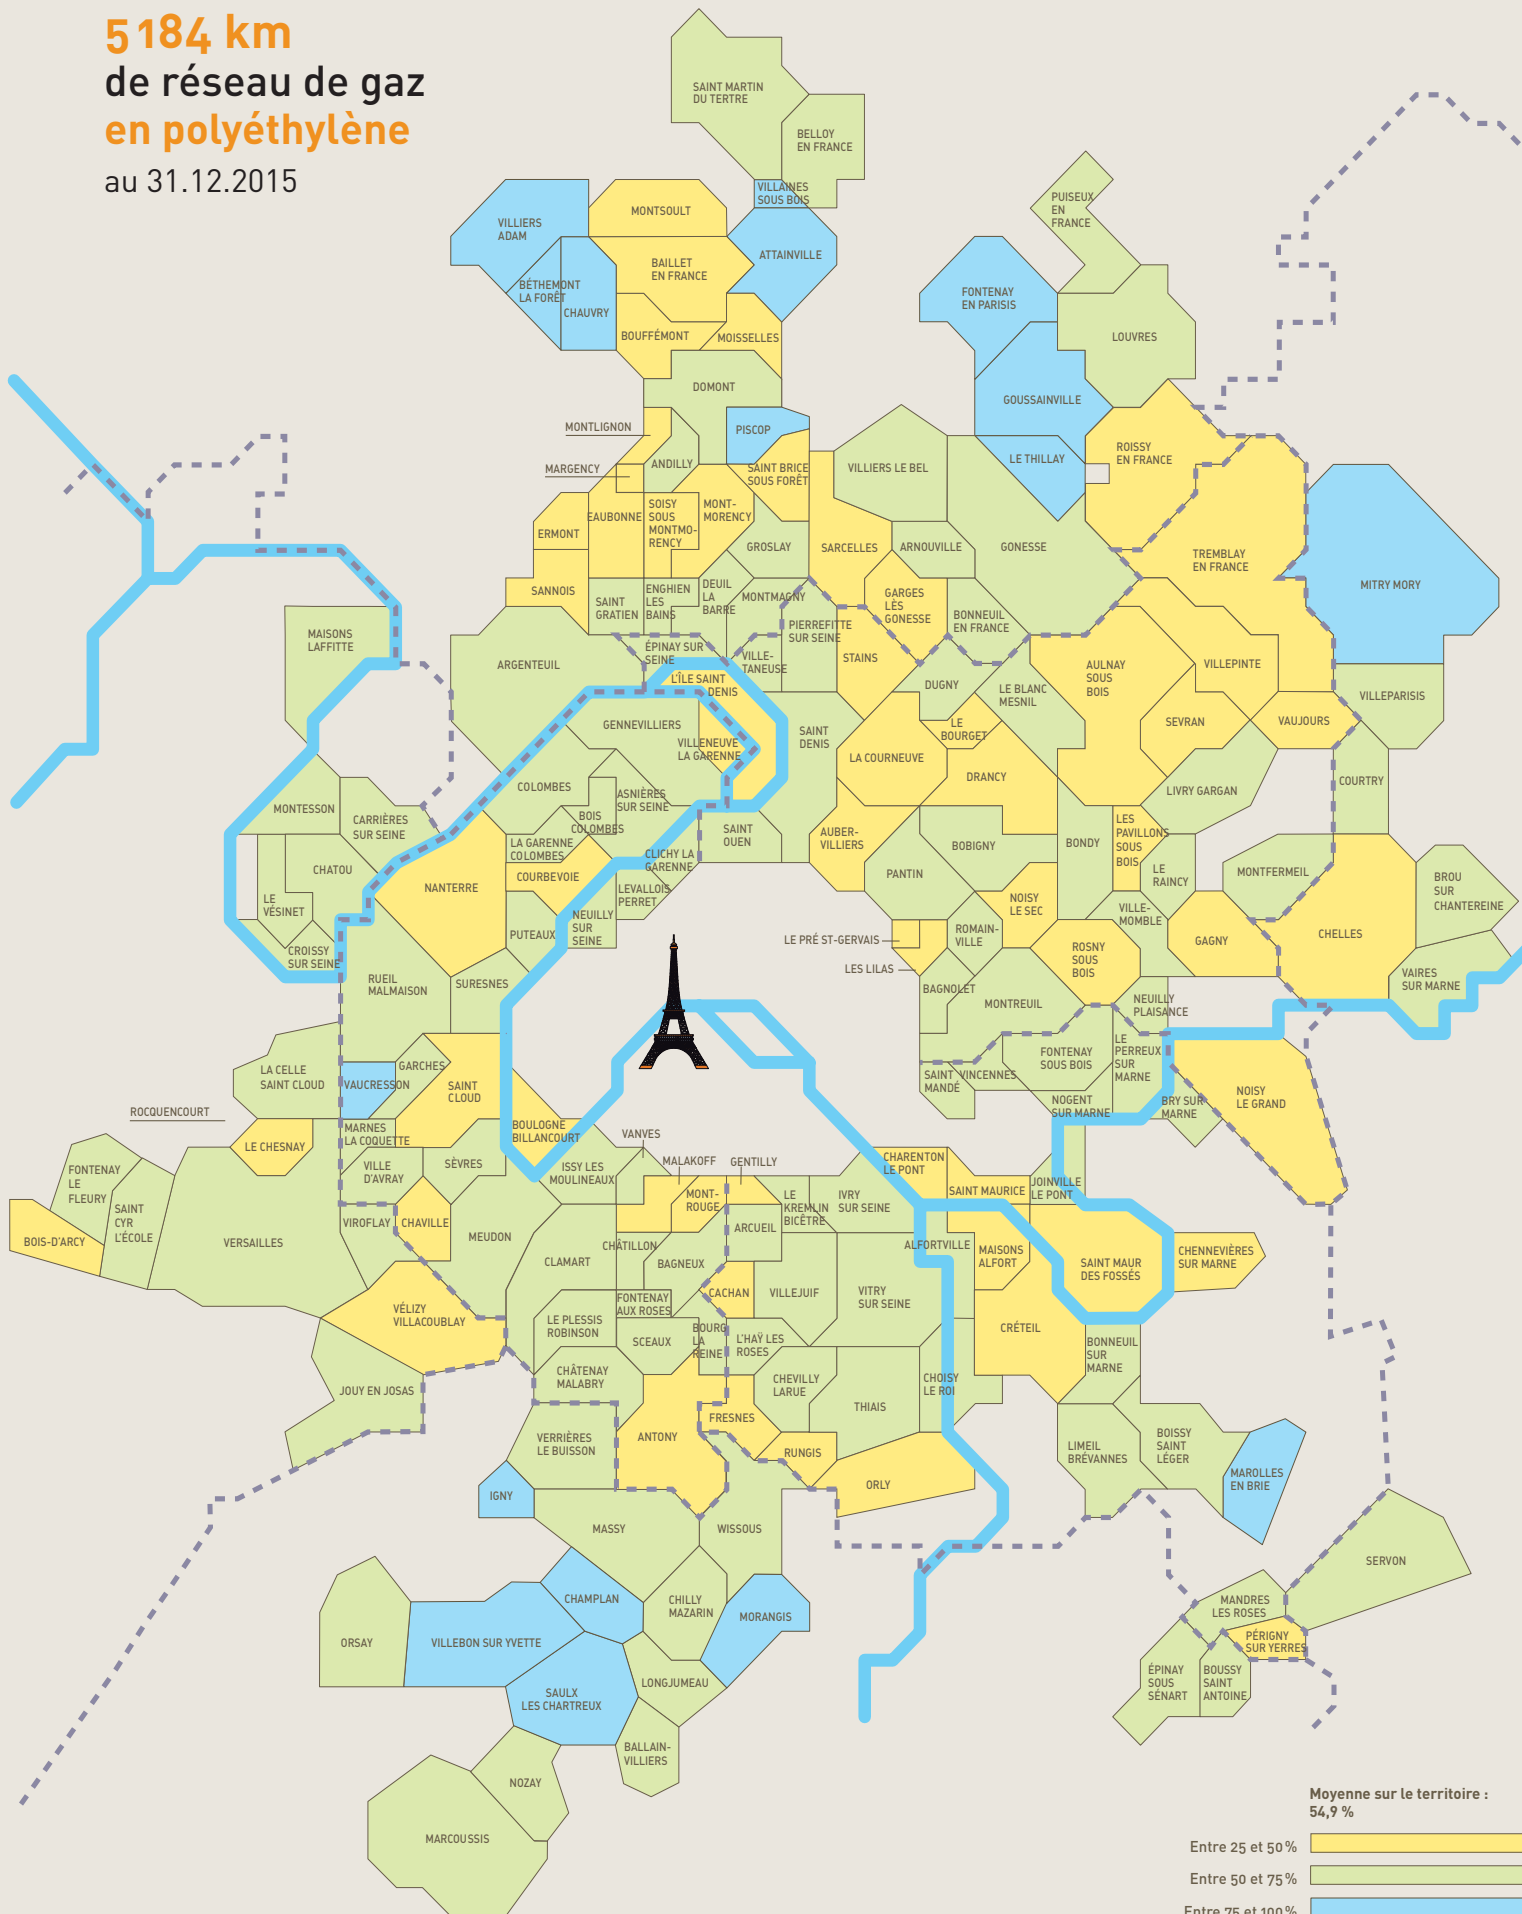 5 184 km
de réseau de gaz
en polyéthylène
au 31.12.2015
SAINT MARTIN
DU TERTRE
BELLOY
EN FRANCE
VILLAINES
SOUS BOIS
PUISEUX
EN
FRANCE
VILLIERS
ADAM
MONTSOULT
ATTAINVILLE
BAILLET
EN FRANCE
BÉTHEMONT
LA FORÊT
CHAUVRY
FONTENAY
EN PARISIS
BOUFFÉMONT
MOISSELLES
LOUVRES
DOMONT
GOUSSAINVILLE
MONTLIGNON
PISCOP
ROISSY
EN FRANCE
MARGENCY
ANDILLY
SAINT BRICE
SOUS FORÊT
VILLIERS LE BEL
LE THILLAY
EAUBONNE
SOISY
SOUS
MONTMO-
RENCY
MONT-
MORENCY
ERMONT
GROSLAY
SARCELLES
ARNOUVILLE
GONESSE
TREMBLAY
EN FRANCE
MITRY MORY
SANNOIS
SAINT
GRATIEN
ENGHIEN
LES
BAINS
DEUIL
LA
BARRE
MONTMAGNY
GARGES
LÈS
GONESSE
BONNEUIL
EN FRANCE
MAISONS
LAFFITTE
PIERREFITTE
SUR SEINE
ARGENTEUIL
ÉPINAY SUR
SEINE
VILLE-
TANEUSE
STAINS
AULNAY
SOUS
BOIS
VILLEPINTE
L'ÎLE SAINT
DENIS
DUGNY
LE BLANC
MESNIL
VILLEPARISIS
GENNEVILLIERS
VILLENEUVE
LA GARENNE
SAINT
DENIS
LE
BOURGET
SEVRAN
VAUJOURS
LA COURNEUVE
DRANCY
COLOMBES
ASNIÈRES
SUR SEINE
LIVRY GARGAN
COURTRY
MONTESSON
CARRIÈRES
SUR SEINE
BOIS
COLOMBES
SAINT
OUEN
AUBER-
VILLIERS
BOBIGNY
BONDY
LES
PAVILLONS
SOUS
BOIS
LA GARENNE
COLOMBES
CLICHY LA
GARENNE
CHATOU
NANTERRE
COURBEVOIE
LEVALLOIS
PERRET
PANTIN
LE
RAINCY
MONTFERMEIL
BROU
SUR
CHANTEREINE
LE
VÉSINET
NEUILLY
SUR
SEINE
NOISY
LE SEC
VILLE-
MOMBLE
PUTEAUX
LE PRÉ ST-GERVAIS
ROMAIN-
VILLE
ROSNY
SOUS
BOIS
GAGNY
CHELLES
CROISSY
SUR SEINE
LES LILAS
RUEIL
MALMAISON
SURESNES
BAGNOLET
MONTREUIL
NEUILLY
PLAISANCE
VAIRES
SUR MARNE
LA CELLE
SAINT CLOUD
GARCHES
VAUCRESSON
SAINT
CLOUD
SAINT
MANDÉ
VINCENNES
FONTENAY
SOUS BOIS
LE
PERREUX
SUR
MARNE
NOISY
LE GRAND
NOGENT
SUR MARNE
BRY SUR
MARNE
ROCQUENCOURT
LE CHESNAY
MARNES
LA COQUETTE
BOULOGNE
BILLANCOURT
VANVES
MALAKOFF
GENTILLY
CHARENTON
LE PONT
FONTENAY
LE
FLEURY
VILLE
D'AVRAY
SÈVRES
ISSY LES
MOULINEAUX
MONT-
ROUGE
LE
KREMLIN
BICÊTRE
IVRY
SUR SEINE
SAINT MAURICE
JOINVILLE
LE PONT
SAINT
CYR
L'ÉCOLE
BOIS-D'ARCY
VERSAILLES
VIROFLAY
CHAVILLE
MEUDON
CLAMART
CHÂTILLON
BAGNEUX
ARCUEIL
ALFORTVILLE
MAISONS
ALFORT
SAINT MAUR
DES FOSSÉS
CHENNEVIÈRES
SUR MARNE
VÉLIZY
VILLACOUBLAY
LE PLESSIS
ROBINSON
FONTENAY
AUX ROSES
CACHAN
VILLEJUIF
VITRY
SUR SEINE
SCEAUX
BOURG
LA
REINE
L'HAŸ LES
ROSES
CRÉTEIL
BONNEUIL
SUR
MARNE
CHÂTENAY
MALABRY
CHEVILLY
LARUE
CHOISY
LE ROI
JOUY EN JOSAS
THIAIS
FRESNES
VERRIÈRES
LE BUISSON
ANTONY
RUNGIS
ORLY
LIMEIL
BRÉVANNES
BOISSY
SAINT
LÉGER
MAROLLES
EN BRIE
IGNY
MASSY
WISSOUS
SERVON
CHAMPLAN
CHILLY
MAZARIN
MORANGIS
MANDRES
LES ROSES
ORSAY
VILLEBON SUR YVETTE
PÉRIGNY
SUR YERRES
LONGJUMEAU
ÉPINAY
SOUS
SÉNART
BOUSSY
SAINT
ANTOINE
SAULX
LES CHARTREUX
BALLAIN-
VILLIERS
NOZAY
MARCOUSSIS
Moyenne sur le territoire :
54,9 %
Entre 25 et 50 %
Entre 50 et 75 %
Entre 75 et 100 %